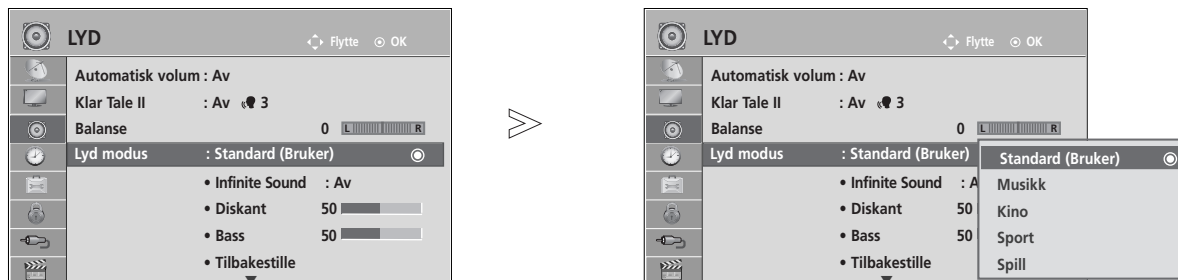 LYD
Flytte OK
Automatisk volum : Av
Klar Tale II : Av 3
Balanse 0 L R
Lyd modus : Standard (Bruker)
• Infinite Sound : Av
• Diskant 50
• Bass 50
• Tilbakestille
>
LYD
Flytte OK
Automatisk volum : Av
Klar Tale II : Av 3
Balanse 0 L R
Lyd modus : Standard (Bruker)
• Infinite Sound : A
• Diskant 50
• Bass 50
• Tilbakestille
Standard (Bruker)
Musikk
Kino
Sport
Spill